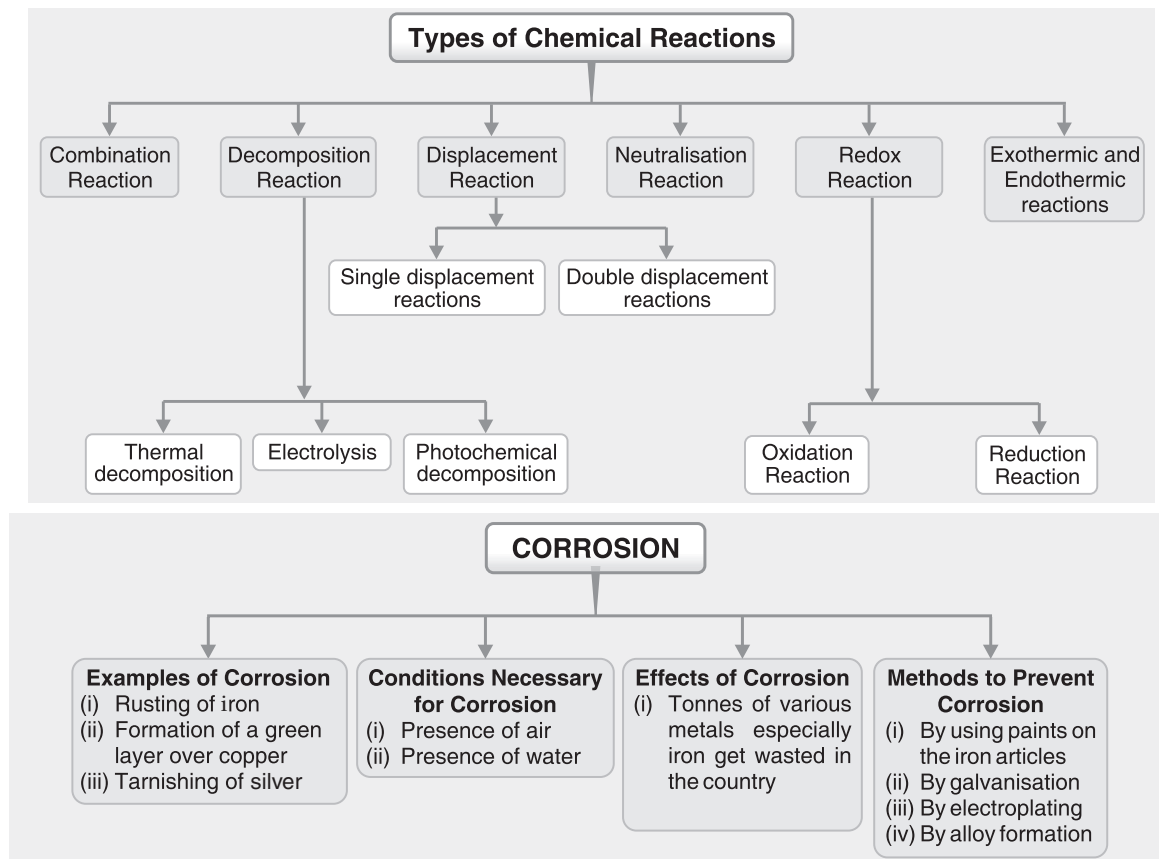 Types of Chemical Reactions
Combination
Reaction
Decomposition
Reaction
Displacement
Reaction
Neutralisation
Reaction
Redox
Reaction
Exothermic and
Endothermic
reactions
Single displacement
reactions
Double displacement
reactions
Thermal
decomposition
Electrolysis
Photochemical
decomposition
Oxidation
Reaction
Reduction
Reaction
CORROSION
Examples of Corrosion
(i) Rusting of iron
(ii) Formation of a green
layer over copper
(iii) Tarnishing of silver
Conditions Necessary
for Corrosion
(i) Presence of air
(ii) Presence of water
Effects of Corrosion
(i) Tonnes of various
metals especially
iron get wasted in
the country
Methods to Prevent
Corrosion
(i) By using paints on
the iron articles
(ii) By galvanisation
(iii) By electroplating
(iv) By alloy formation